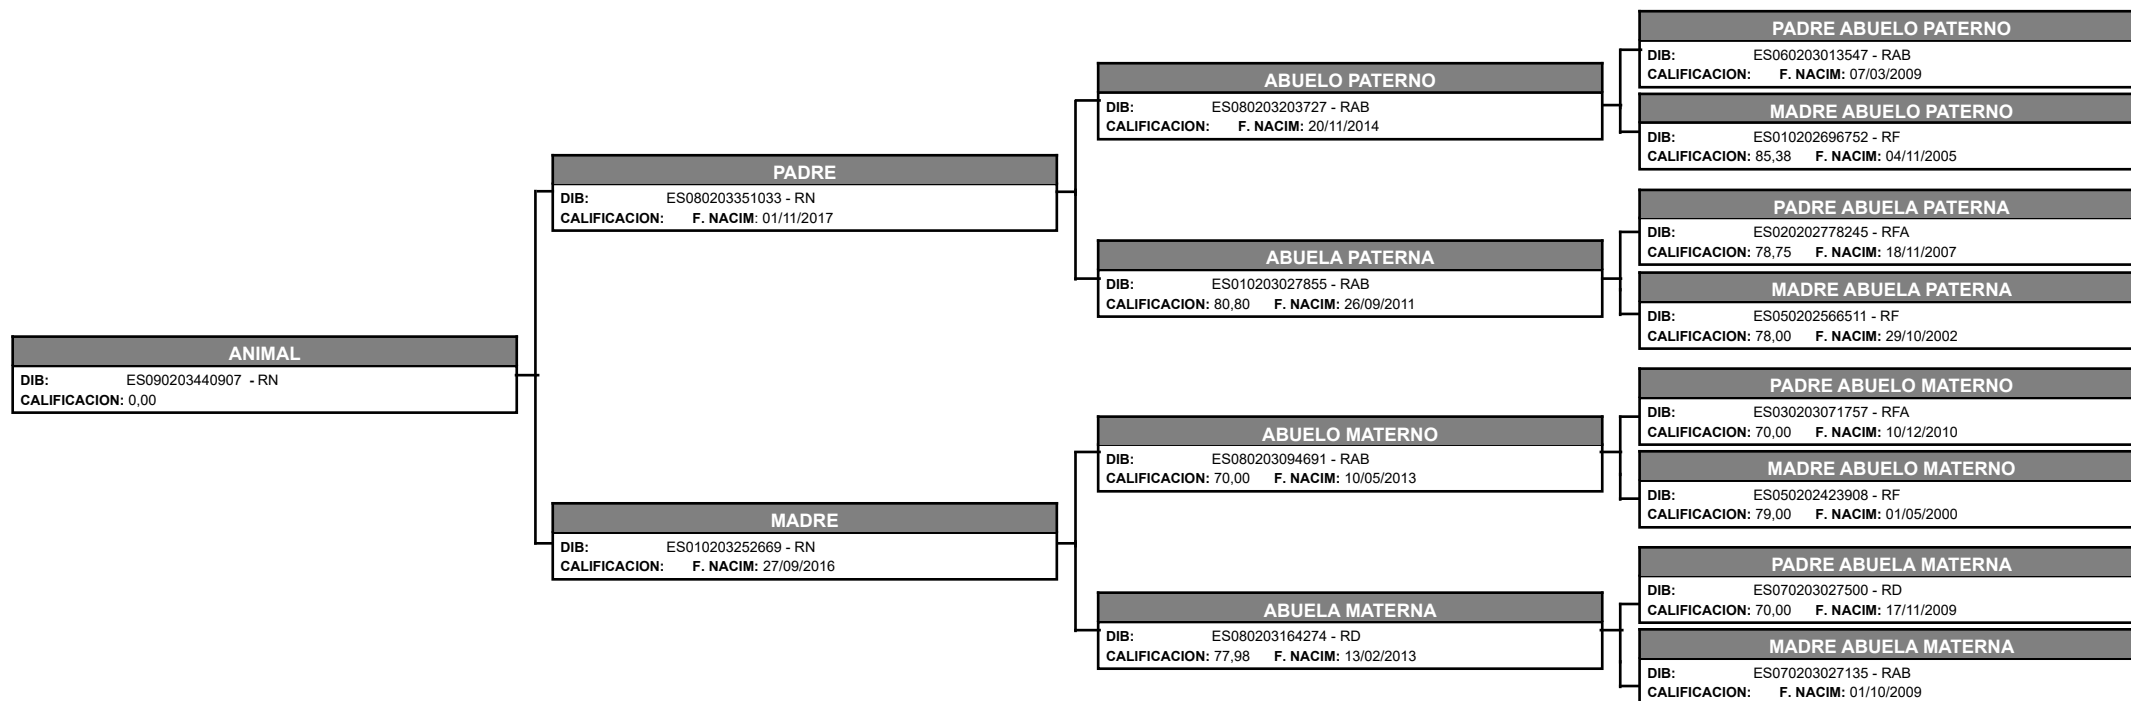 ANIMAL
DIB: ES090203440907 - RN
CALIFICACION: 0,00
PADRE
DIB: ES080203351033 - RN
CALIFICACION: F. NACIM: 01/11/2017
MADRE
DIB: ES010203252669 - RN
CALIFICACION: F. NACIM: 27/09/2016
ABUELO PATERNO
DIB: ES080203203727 - RAB
CALIFICACION: F. NACIM: 20/11/2014
ABUELA PATERNA
DIB: ES010203027855 - RAB
CALIFICACION: 80,80 F. NACIM: 26/09/2011
ABUELO MATERNO
DIB: ES080203094691 - RAB
CALIFICACION: 70,00 F. NACIM: 10/05/2013
ABUELA MATERNA
DIB: ES080203164274 - RD
CALIFICACION: 77,98 F. NACIM: 13/02/2013
PADRE ABUELO PATERNO
DIB: ES060203013547 - RAB
CALIFICACION: F. NACIM: 07/03/2009
MADRE ABUELO PATERNO
DIB: ES010202696752 - RF
CALIFICACION: 85,38 F. NACIM: 04/11/2005
PADRE ABUELA PATERNA
DIB: ES020202778245 - RFA
CALIFICACION: 78,75 F. NACIM: 18/11/2007
MADRE ABUELA PATERNA
DIB: ES050202566511 - RF
CALIFICACION: 78,00 F. NACIM: 29/10/2002
PADRE ABUELO MATERNO
DIB: ES030203071757 - RFA
CALIFICACION: 70,00 F. NACIM: 10/12/2010
MADRE ABUELO MATERNO
DIB: ES050202423908 - RF
CALIFICACION: 79,00 F. NACIM: 01/05/2000
PADRE ABUELA MATERNA
DIB: ES070203027500 - RD
CALIFICACION: 70,00 F. NACIM: 17/11/2009
MADRE ABUELA MATERNA
DIB: ES070203027135 - RAB
CALIFICACION: F. NACIM: 01/10/2009